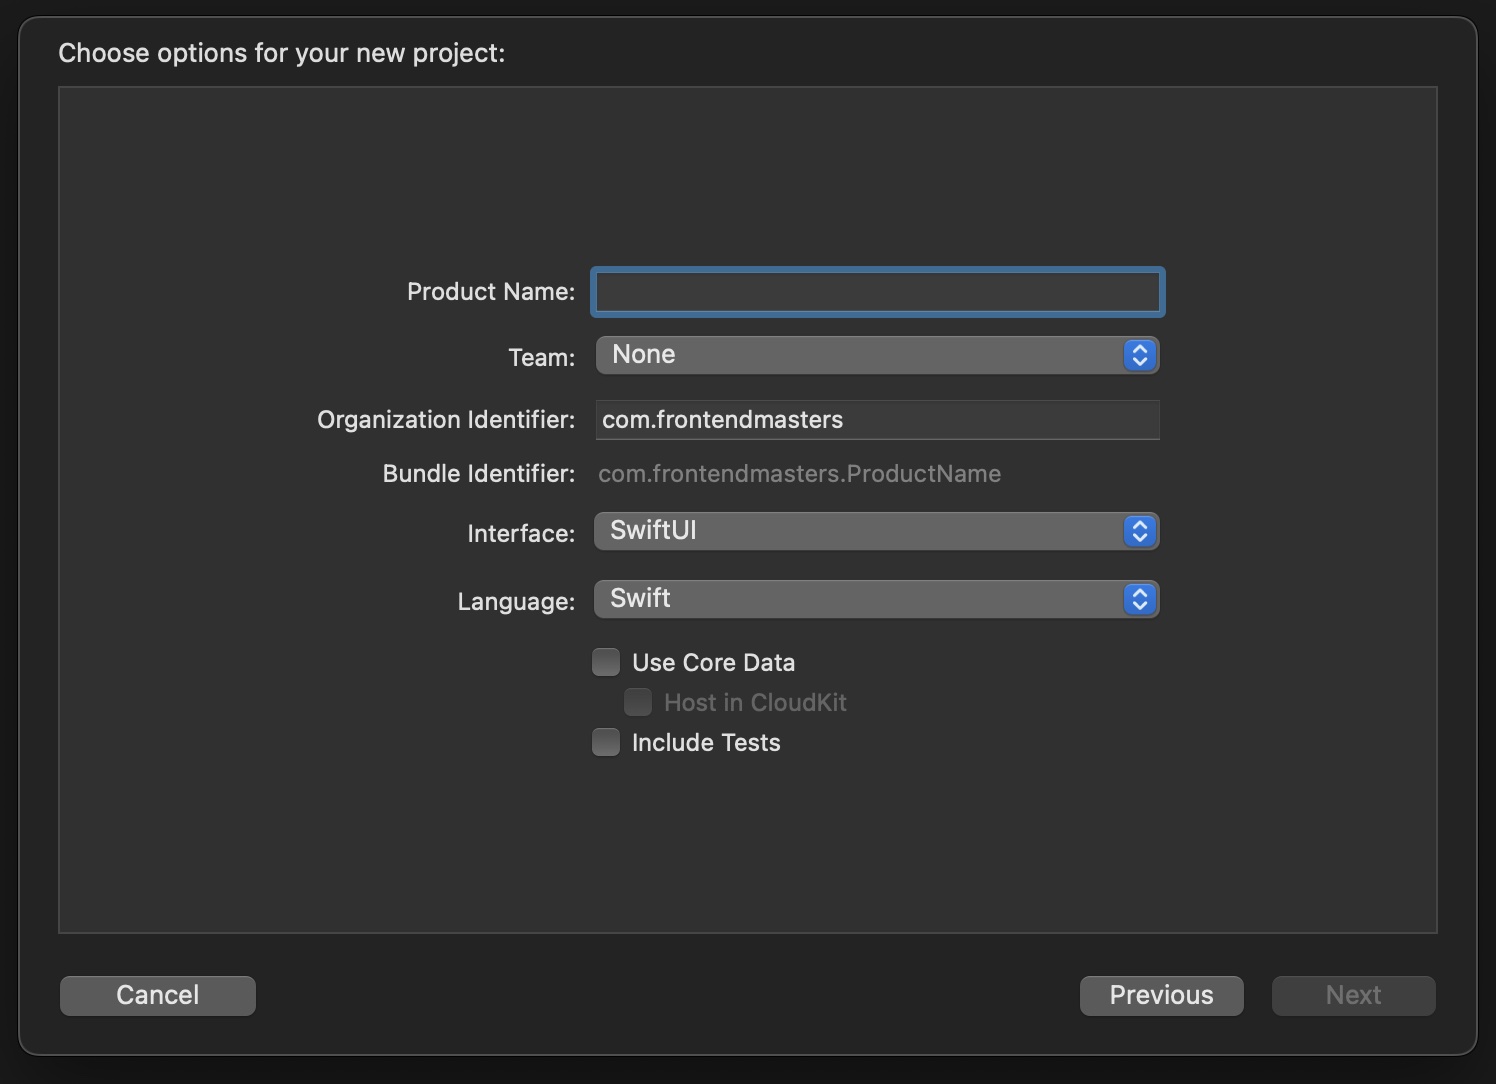 Choose options for your new project:
Product Name:
Team: None
Organization Identifier: com.frontendmasters
Bundle Identifier: com.frontendmasters.ProductName
Interface: SwiftUI
Language: Swift
Use Core Data
Host in CloudKit
Include Tests
Cancel Previous Next